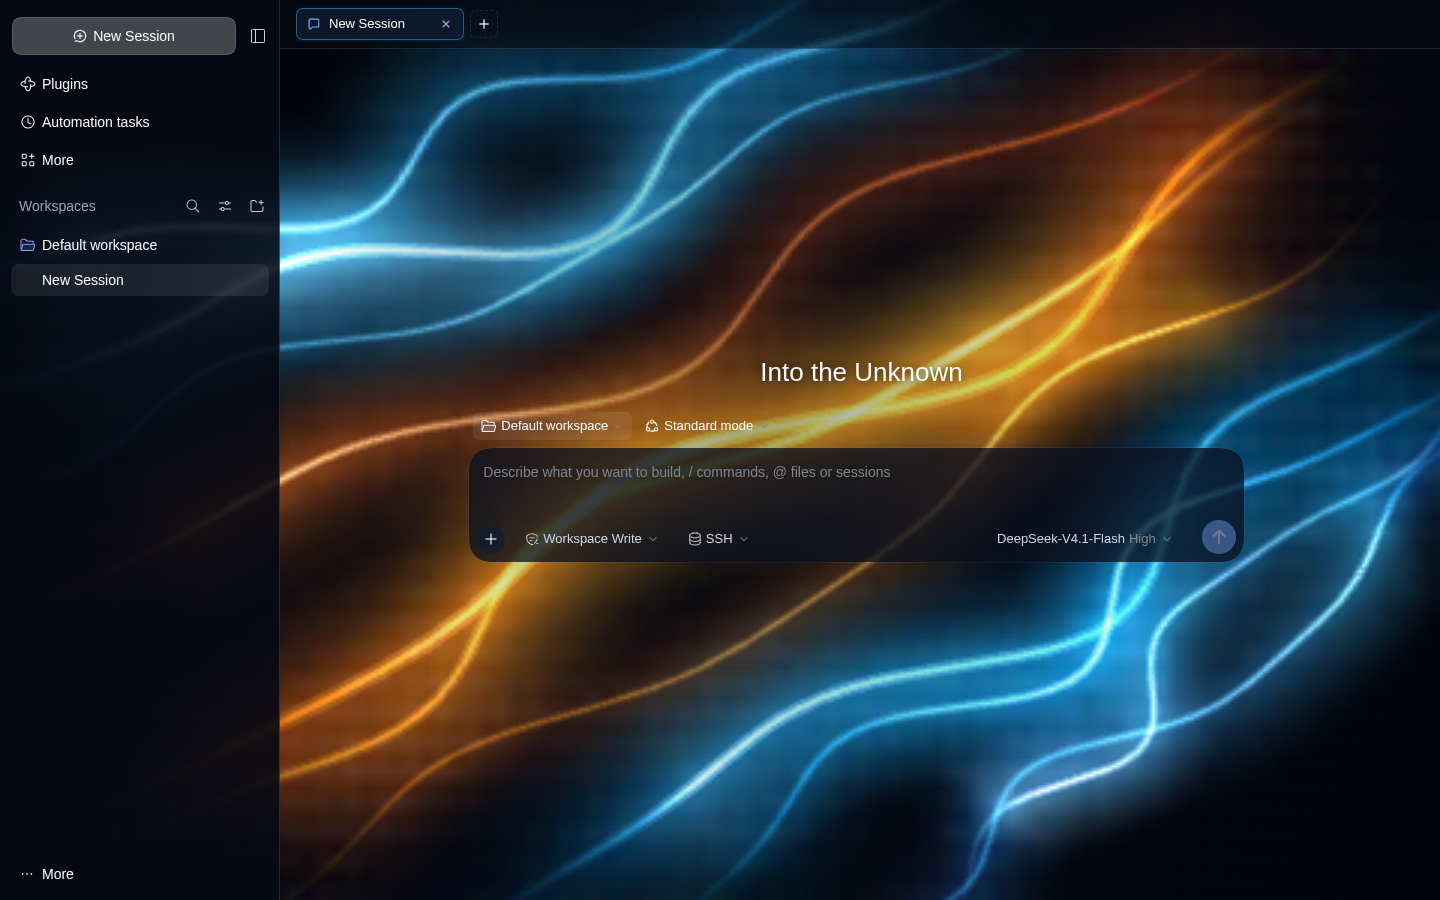 New Session
Plugins
Automation tasks
More
Workspaces
Default workspace
New Session
More
New Session
Into the Unknown
Default workspace
Standard mode
Describe what you want to build, / commands, @ files or sessions
Workspace Write
SSH
DeepSeek-V4.1-Flash High